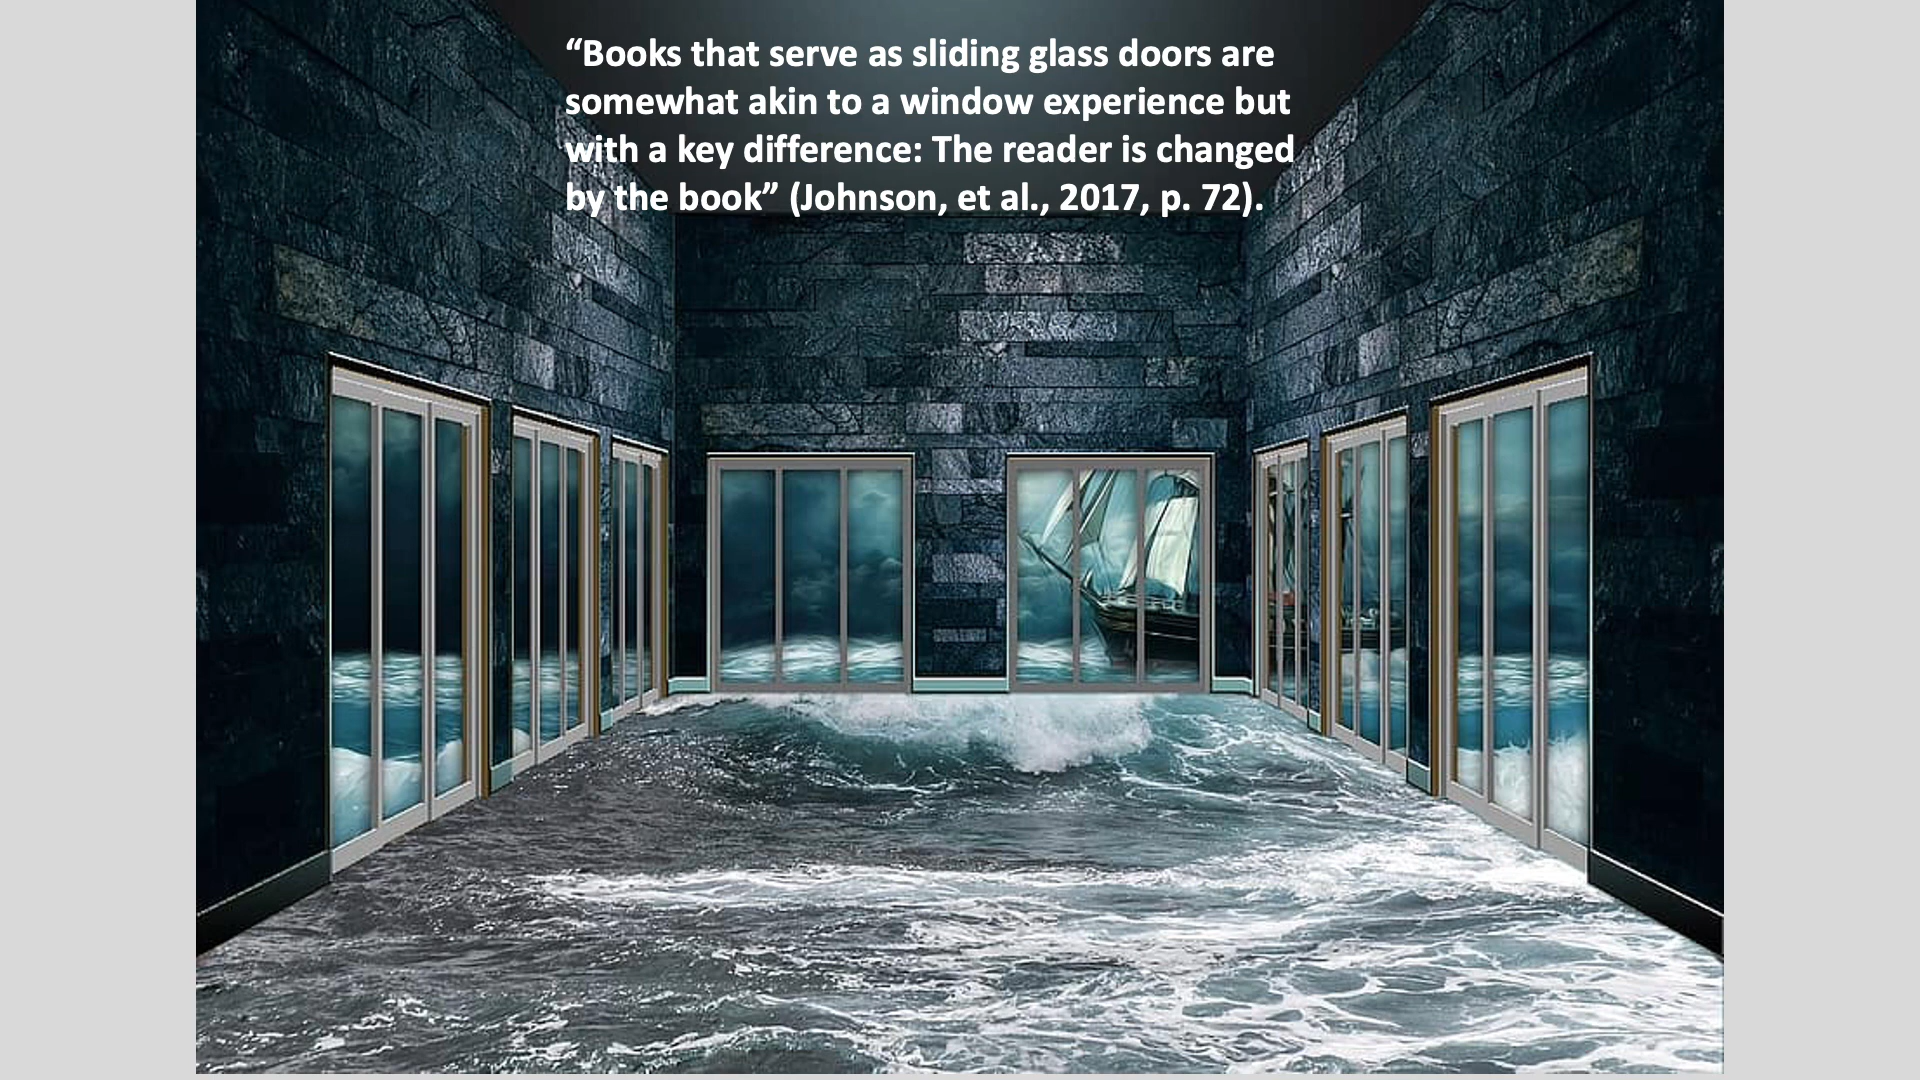 “Books that serve as sliding glass doors are
somewhat akin to a window experience but
with a key difference: The reader is changed
by the book” (Johnson, et al., 2017, p. 72).